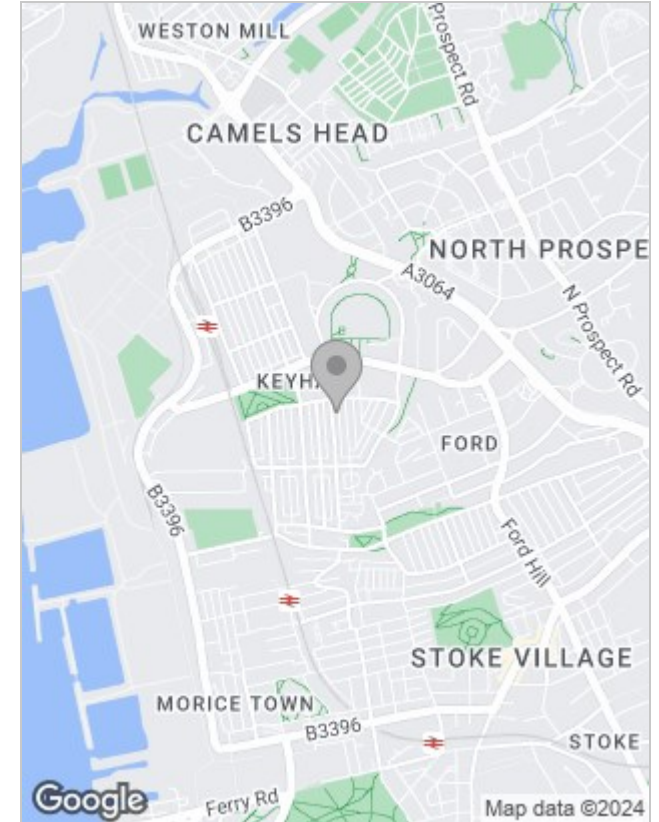 WESTON MILL
Prospect Rd
CAMELS HEAD
B3396
NORTH PROSPE
A3064
N Prospect Rd
KEYHA
FORD
B3396
Ford Hill
STOKE VILLAGE
MORICE TOWN
B3396
STOKE
Ferry Rd
Google
Map data ©2024